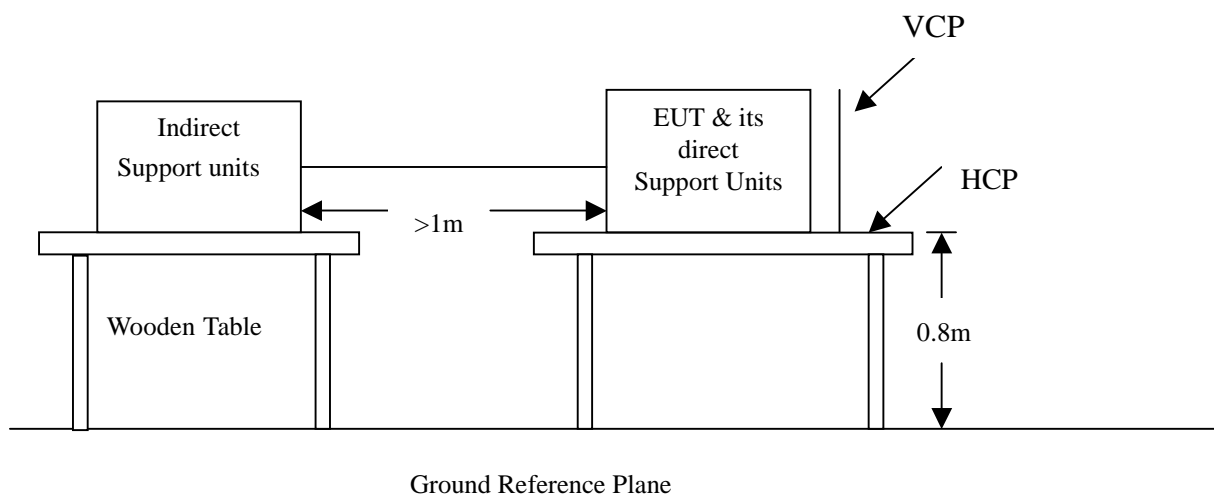 VCP
Indirect
Support units
EUT & its
direct
Support Units
HCP
>1m
Wooden Table
0.8m
Ground Reference Plane